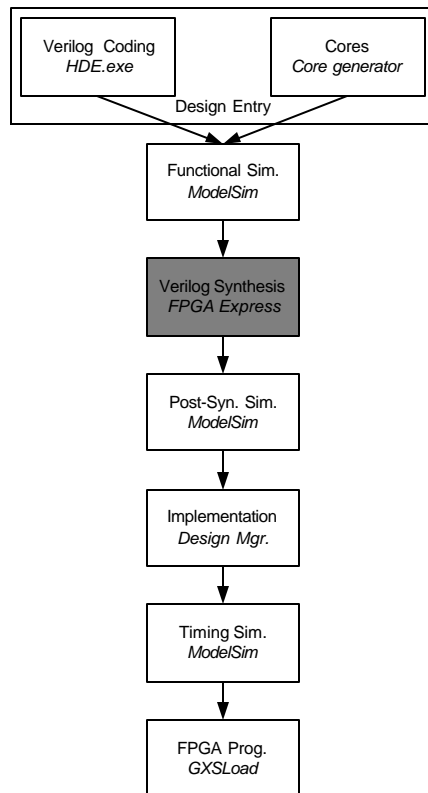 Verilog Coding
HDE.exe
Cores
Core generator
Design Entry
Functional Sim.
ModelSim
Verilog Synthesis
FPGA Express
Post-Syn. Sim.
ModelSim
Implementation
Design Mgr.
Timing Sim.
ModelSim
FPGA Prog.
GXSLoad